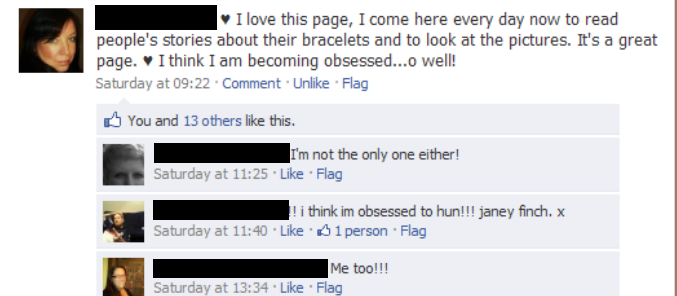 ♥ I love this page, I come here every day now to read
people's stories about their bracelets and to look at the pictures. It's a great
page. ♥ I think I am becoming obsessed...o well!
Saturday at 09:22 · Comment · Unlike · Flag
You and 13 others like this.
I'm not the only one either!
Saturday at 11:25 · Like · Flag
!! i think im obsessed to hun!!! janey finch. x
Saturday at 11:40 · Like · 1 person · Flag
Me too!!!
Saturday at 13:34 · Like · Flag